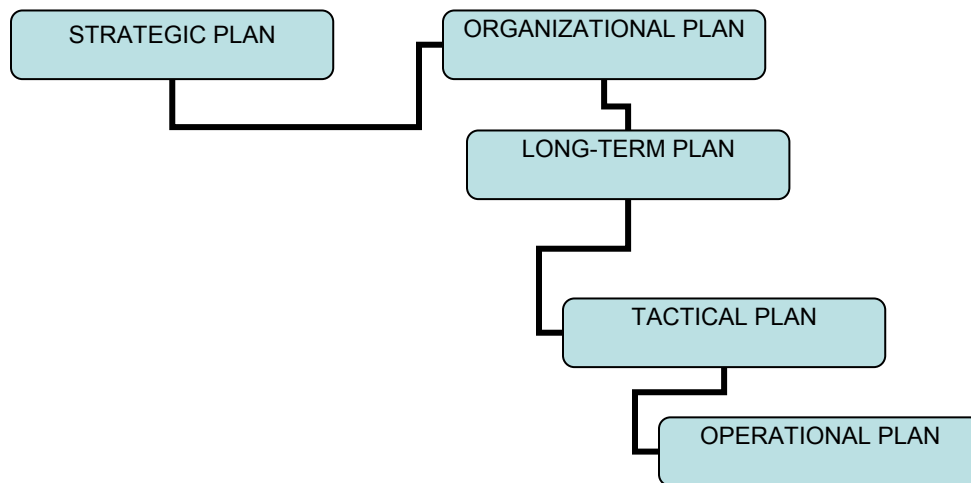 STRATEGIC PLAN
ORGANIZATIONAL PLAN
LONG-TERM PLAN
TACTICAL PLAN
OPERATIONAL PLAN